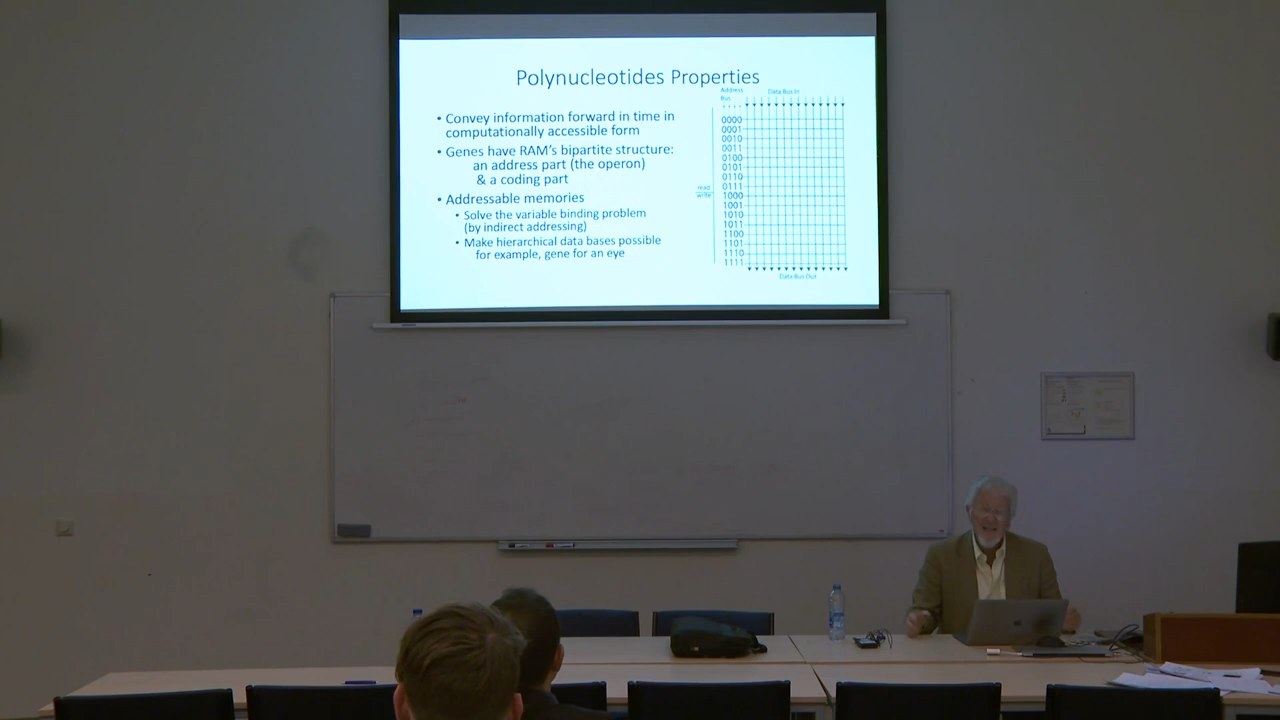 Polynucleotides Properties
• Convey information forward in time in
computationally accessible form
• Genes have RAM's bipartite structure:
an address part (the operon)
& a coding part
• Addressable memories
• Solve the variable binding problem
(by indirect addressing)
• Make hierarchical data bases possible
for example, gene for an eye
Address
Bus
Data Bus In
0000
0001
0010
0011
0100
0101
0110
0111
read
write
1000
1001
1010
1011
1100
1101
1110
1111
Data Bus Out